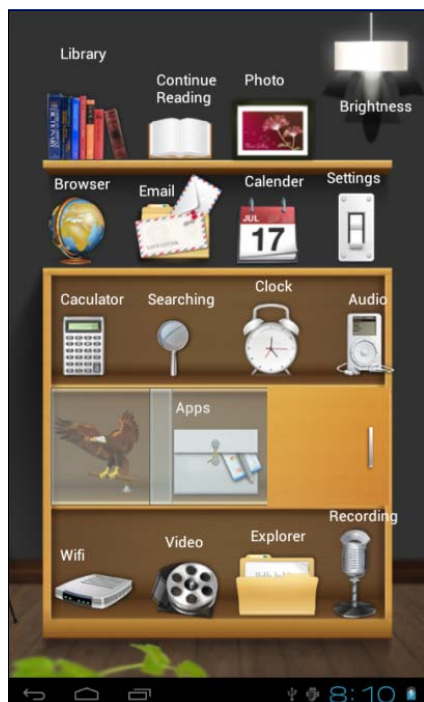 Library
Continue
Reading
Photo
Brightness
Browser
Email
Calender
Settings
JUL
17
Caculator
Searching
Clock
Audio
Apps
Wifi
Video
Explorer
Recording
8:10